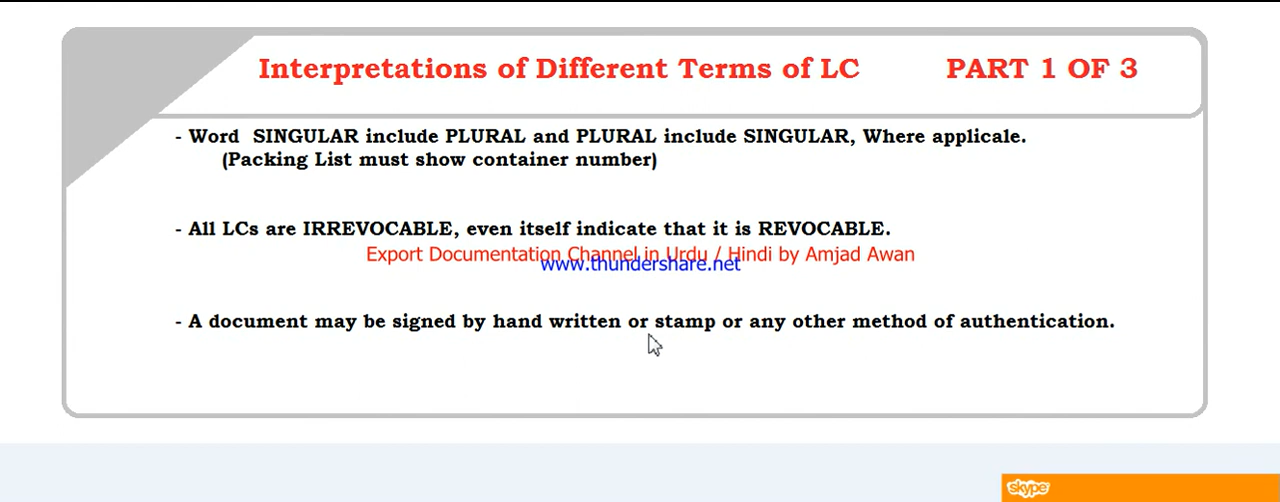 Interpretations of Different Terms of LC PART 1 OF 3
- Word SINGULAR include PLURAL and PLURAL include SINGULAR, Where applicale.
(Packing List must show container number)
- All LCs are IRREVOCABLE, even itself indicate that it is REVOCABLE.
Export Documentation Channel in Urdu / Hindi by Amjad Awan
www.thundershare.net
- A document may be signed by hand written or stamp or any other method of authentication.
skype